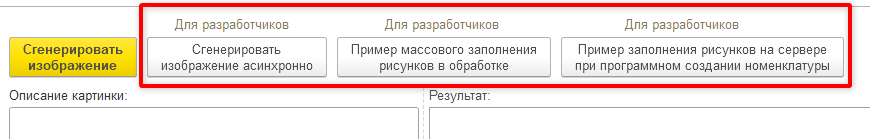 Для разработчиков Для разработчиков Для разработчиков
Сгенерировать изображение
Сгенерировать изображение асинхронно
Пример массового заполнения рисунков в обработке
Пример заполнения рисунков на сервере при программном создании номенклатуры
Описание картинки: Результат: